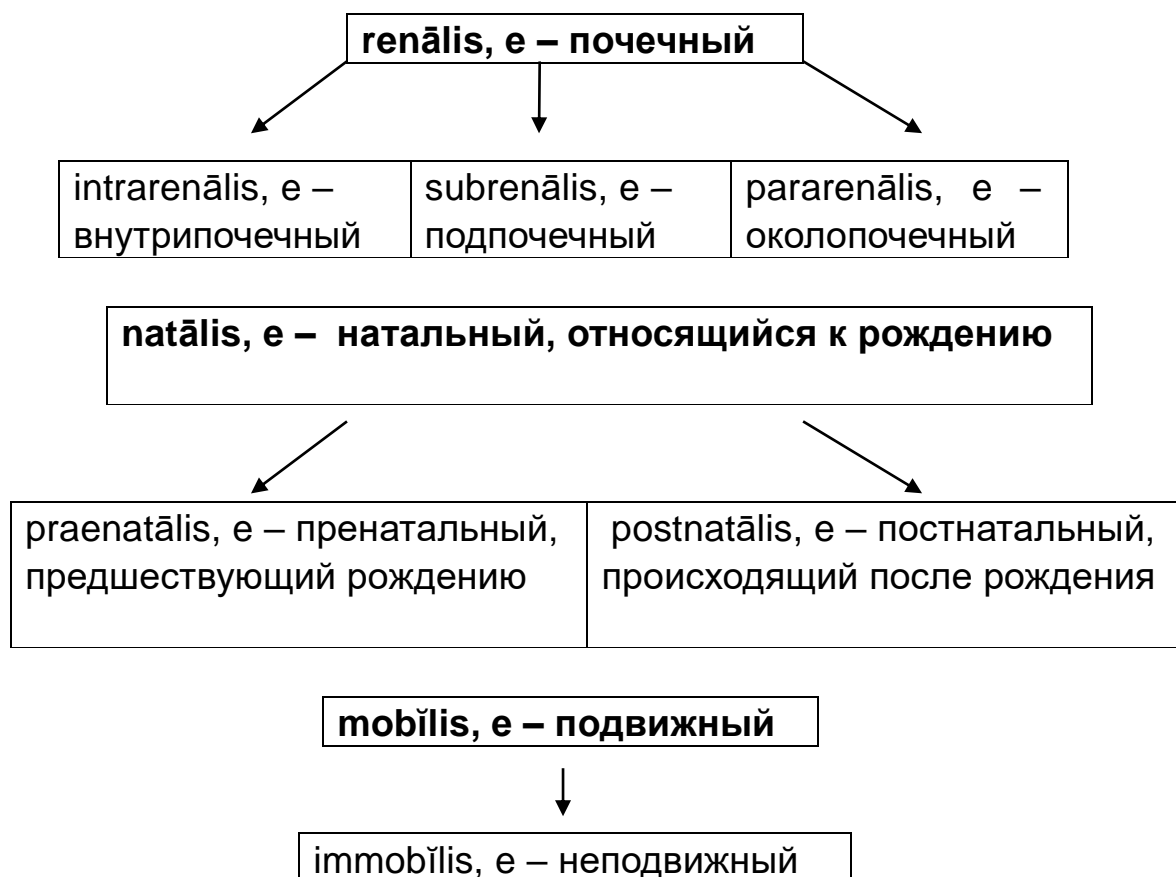 renālis, e – почечный
intrarenālis, e –
внутрипочечный
subrenālis, e –
подпочечный
pararenālis, e –
околопочечный
natālis, e – натальный, относящийся к рождению
praenatālis, e – пренатальный,
предшествующий рождению
postnatālis, e – постнатальный,
происходящий после рождения
mobĭlis, e – подвижный
immobĭlis, e – неподвижный